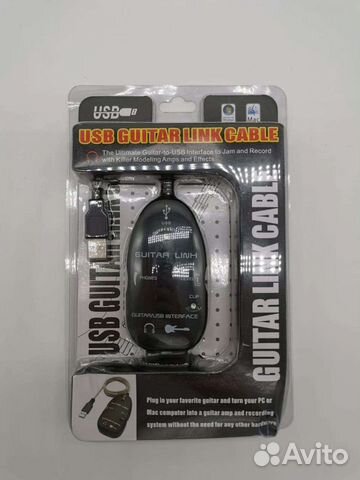 USB
Mac
USB GUITAR LINK CABLE
The Ultimate Guitar-to-USB Interface to Jam and Record
with Killer Modeling Amps and Effects
USB GUITAR
GUITAR LINK CABLE
USB
GUITAR LINK
PHONES
CLIP
GUITAR/USB INTERFACE
Plug in your favorite guitar and turn your PC or
Mac computer into a guitar amp and recording
system without the need for any other hardware
Avito